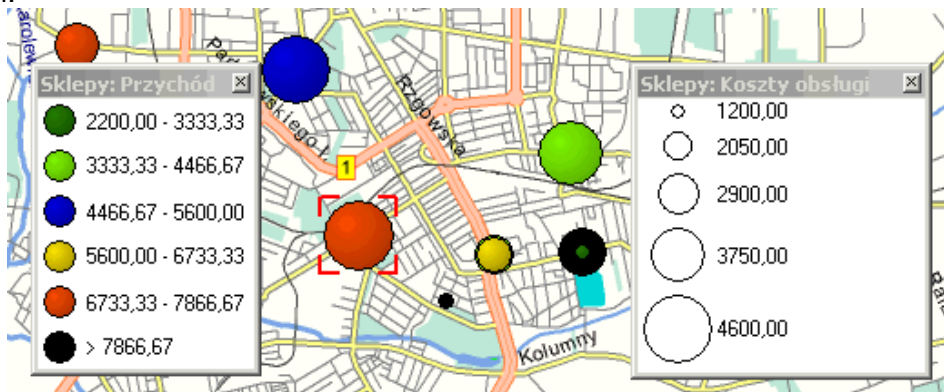 Sklepy: Przychód
2200,00 - 3333,33
3333,33 - 4466,67
4466,67 - 5600,00
5600,00 - 6733,33
6733,33 - 7866,67
> 7866,67
Rzgowska
1
Kolumny
Sklepy: Koszty obsługi
1200,00
2050,00
2900,00
3750,00
4600,00